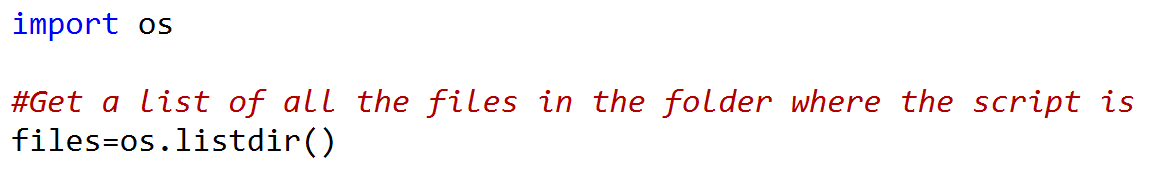 import os
#Get a list of all the files in the folder where the script is
files=os.listdir()